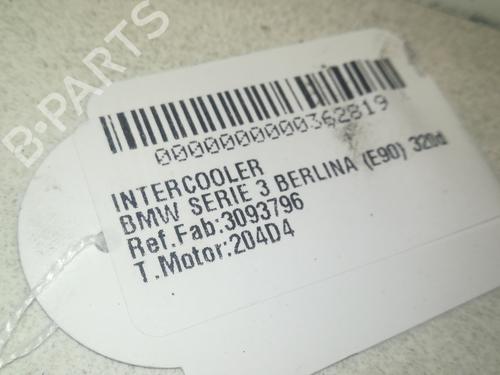 B-PARTS
0000000000362819
INTERCOOLER
BMW SERIE 3 BERLINA (E90) 320d
Ref.Fab:3093796
T.Motor:204D4